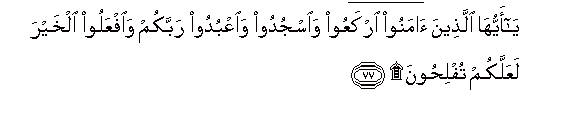 يَـٰٓأَيُّهَا ٱلَّذِينَ ءَامَنُوا۟ ٱرْكَعُوا۟ وَٱسْجُدُوا۟ وَٱعْبُدُوا۟ رَبَّكُمْ وَٱفْعَلُوا۟ ٱلْخَيْرَ
لَعَلَّكُمْ تُفْلِحُونَ ۩ ٧٧